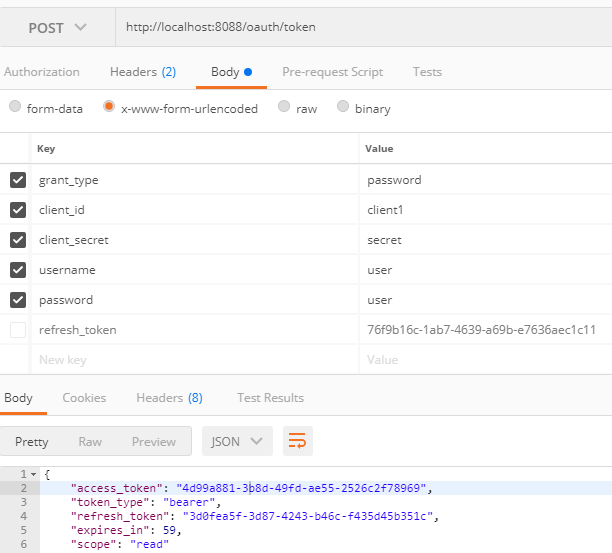 POST http://localhost:8088/oauth/token
Authorization Headers (2) Body Pre-request Script Tests
form-data x-www-form-urlencoded raw binary
Key Value
grant_type password
client_id client1
client_secret secret
username user
password user
refresh_token 76f9b16c-1ab7-4639-a69b-e7636aec1c11
New key Value
Body Cookies Headers (8) Test Results
Pretty Raw Preview JSON
1 {
2 "access_token": "4d99a881-3b8d-49fd-ae55-2526c2f78969",
3 "token_type": "bearer",
4 "refresh_token": "3d0fea5f-3d87-4243-b46c-f435d45b351c",
5 "expires_in": 59,
6 "scope": "read"